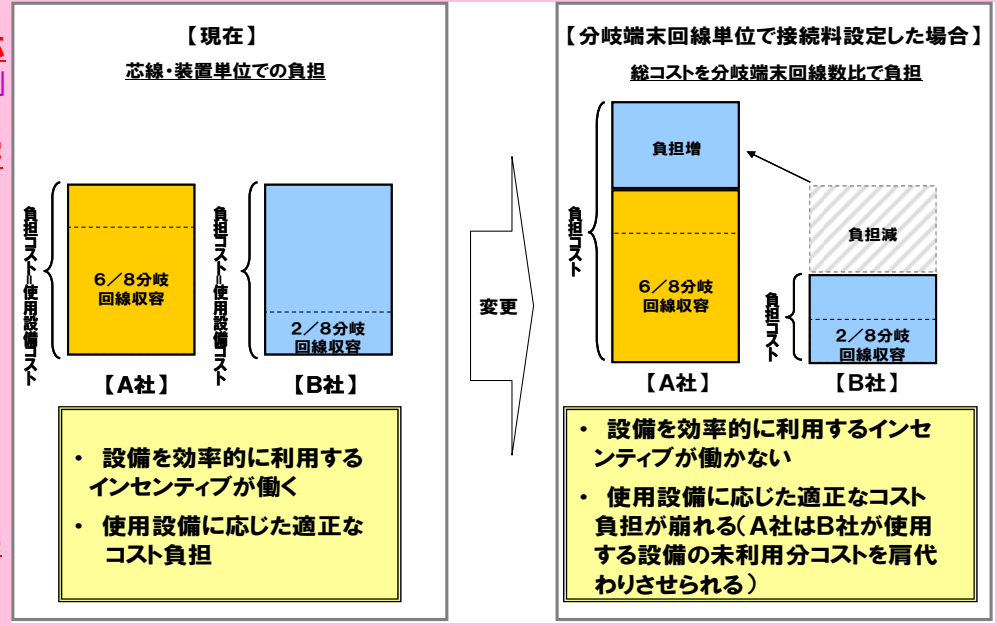 【現在】
芯線・装置単位での負担
負担コスト=使用設備コスト
6/8分岐
回線収容
【A社】
負担コスト=使用設備コスト
2/8分岐
回線収容
【B社】
・ 設備を効率的に利用する
インセンティブが働く
・ 使用設備に応じた適正な
コスト負担
変更
【分岐端末回線単位で接続料設定した場合】
総コストを分岐端末回線数比で負担
負担コスト
負担増
6/8分岐
回線収容
【A社】
負担減
負担コスト
2/8分岐
回線収容
【B社】
・ 設備を効率的に利用するインセ
ンティブが働かない
・ 使用設備に応じた適正なコスト
負担が崩れる(A社はB社が使用
する設備の未利用分コストを肩代
わりさせられる)